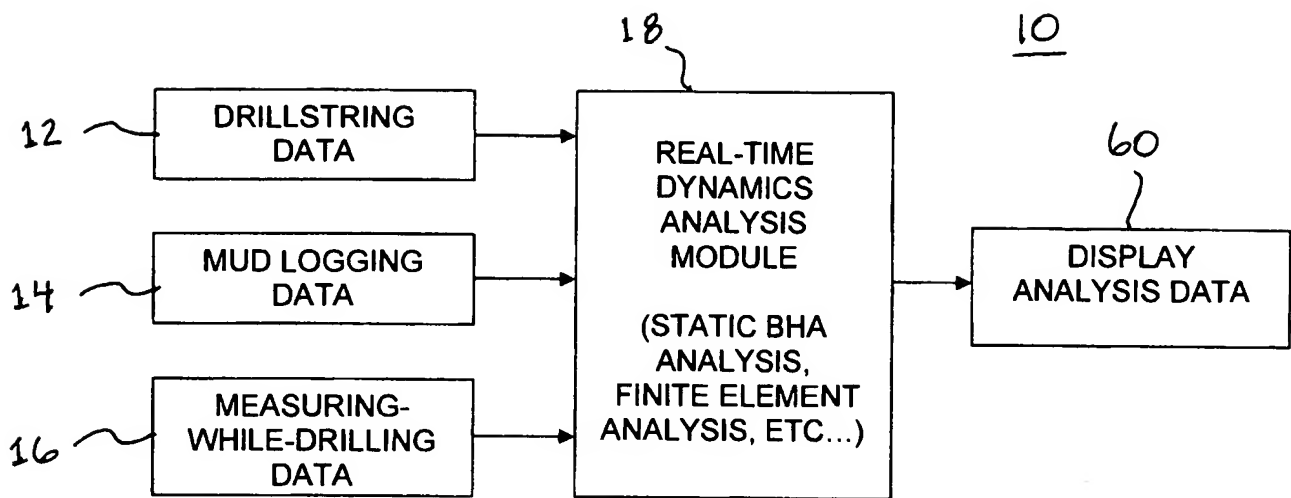 10
18
12
DRILLSTRING
DATA
14
MUD LOGGING
DATA
16
MEASURING-
WHILE-DRILLING
DATA
REAL-TIME
DYNAMICS
ANALYSIS
MODULE
(STATIC BHA
ANALYSIS,
FINITE ELEMENT
ANALYSIS, ETC...)
60
DISPLAY
ANALYSIS DATA